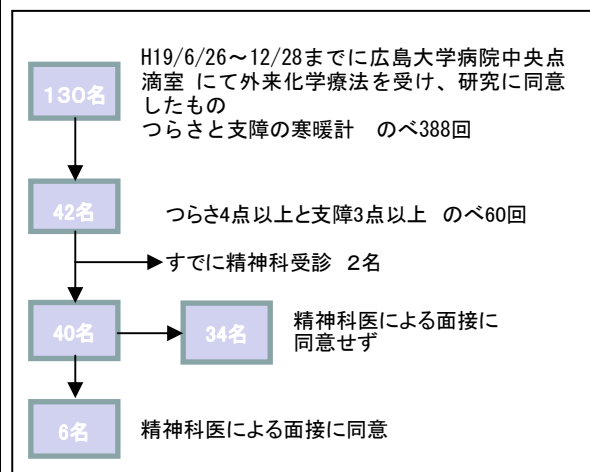 130名
H19/6/26～12/28までに広島大学病院中央点
滴室 にて外来化学療法を受け、研究に同意
したもの
つらさと支障の寒暖計　のべ388回
42名
つらさ4点以上と支障3点以上　のべ60回
すでに精神科受診　２名
40名
34名
精神科医による面接に
同意せず
6名
精神科医による面接に同意